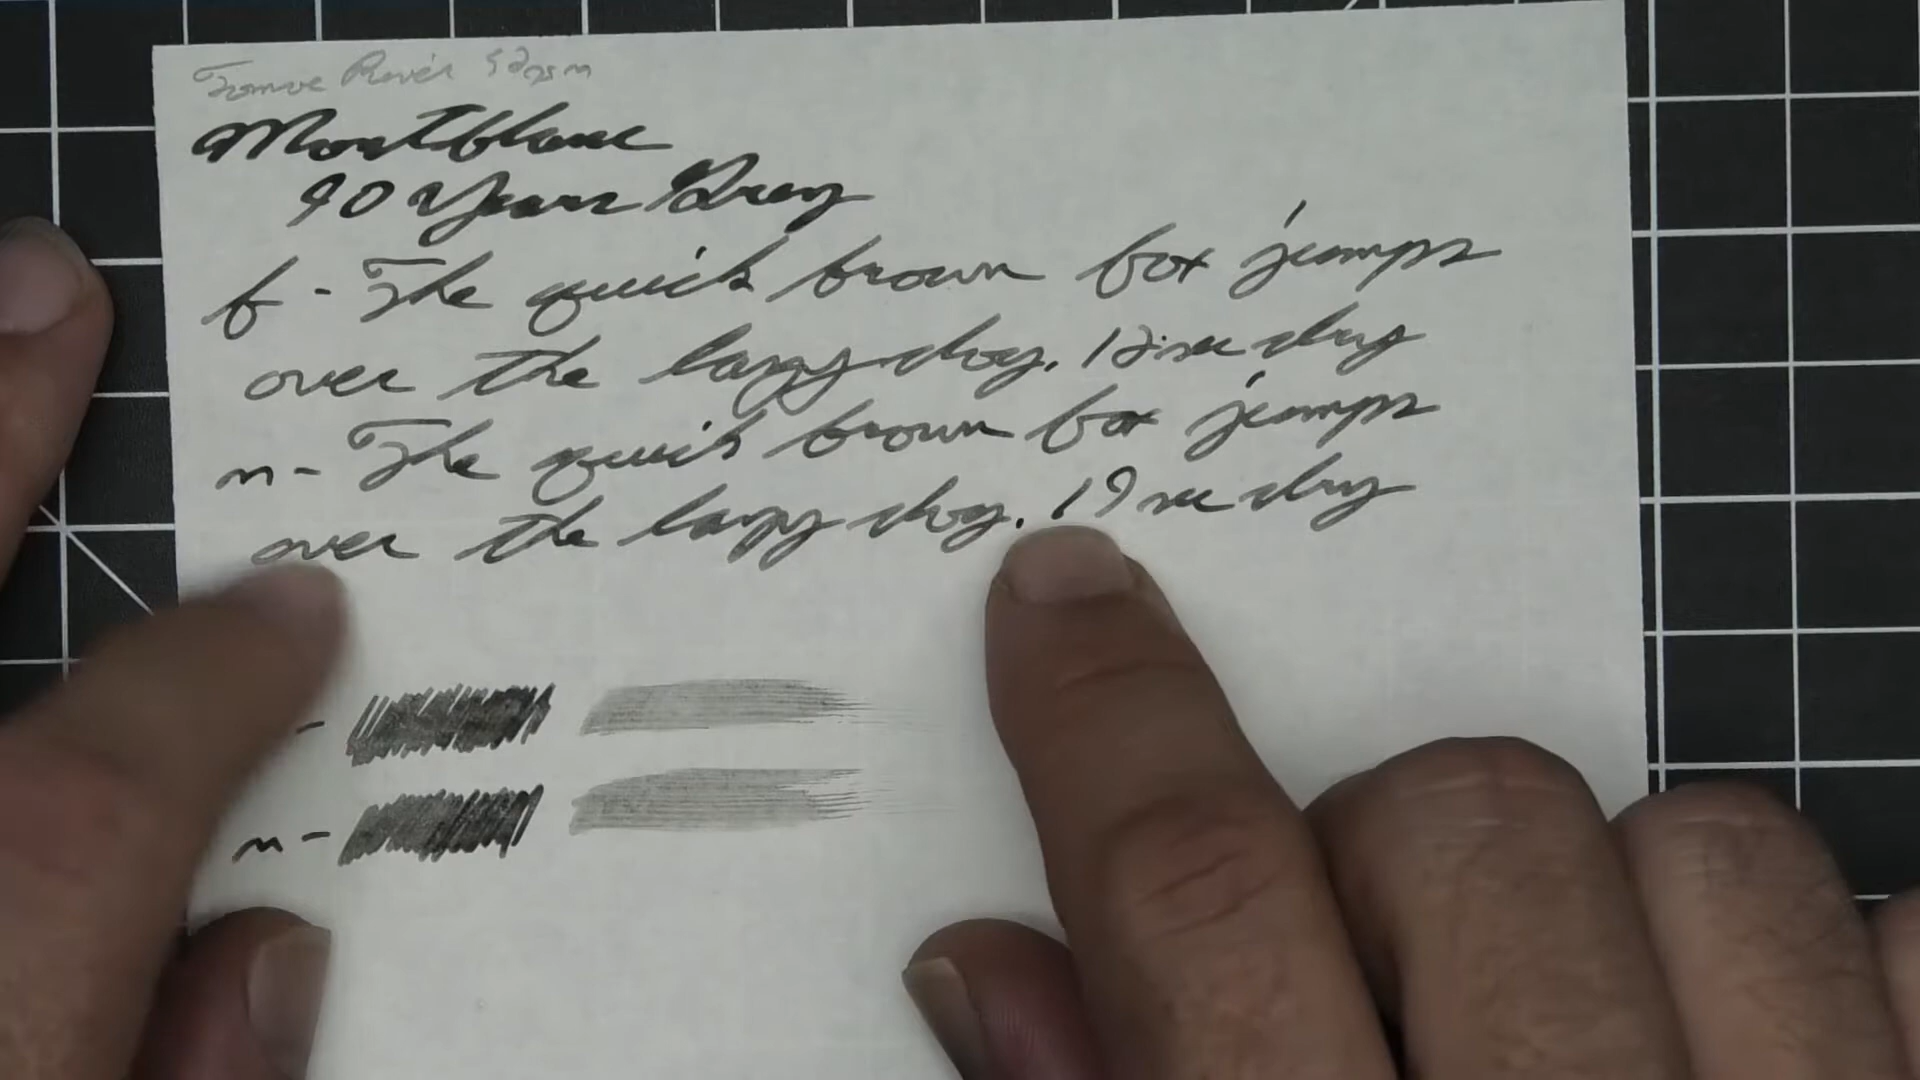 Tomoe River 52gsm
Montblanc
90 Years Grey
f - The quick brown fox jumps
over the lazy dog. 12 sec dry
m - The quick brown fox jumps
over the lazy dog. 19 sec dry
-
m -